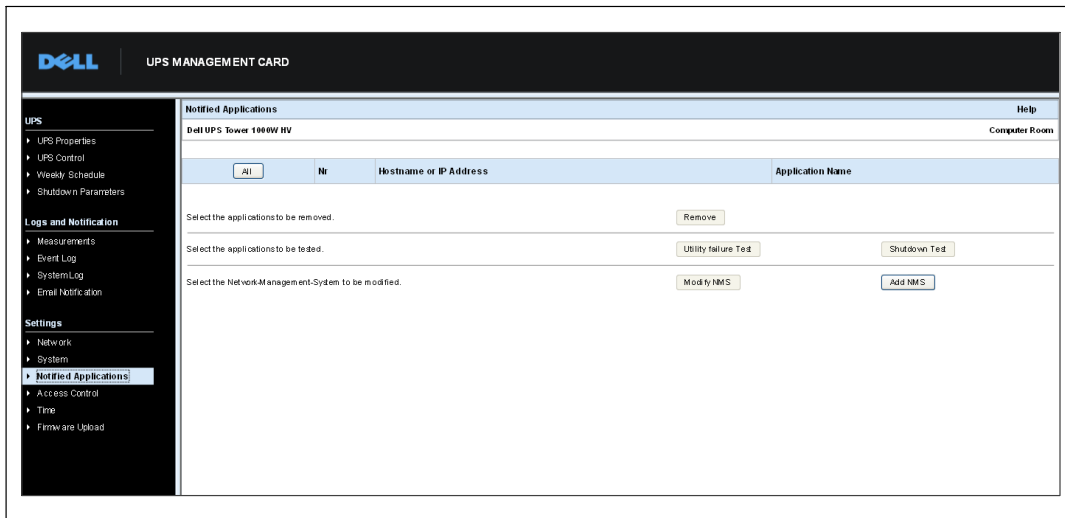 DELL
UPS MANAGEMENT CARD
UPS
UPS Properties
UPS Control
Weekly Schedule
Shutdown Parameters
Logs and Notification
Measurements
Event Log
System Log
Email Notification
Settings
Network
System
Notified Applications
Access Control
Time
Firmware Upload
Notified Applications Help
Dell UPS Tower 1000W HV Computer Room
All Nr Hostname or IP Address Application Name
Select the applications to be removed. Remove
Select the applications to be tested. Utility failure Test Shutdown Test
Select the Network-Management-System to be modified. Modify NMS Add NMS